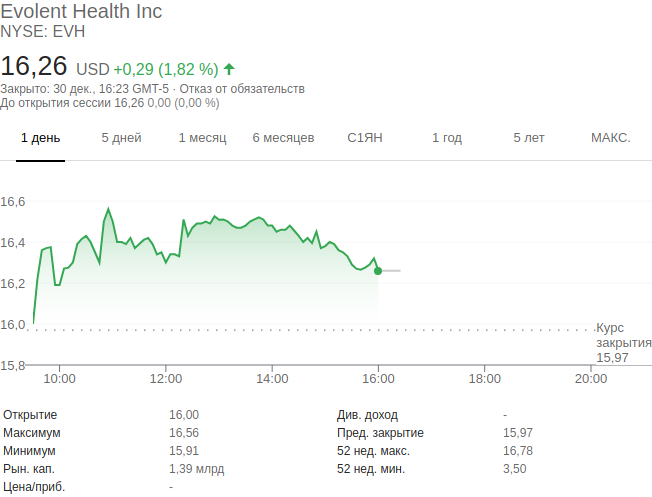 Evolent Health Inc
NYSE: EVH
16,26 USD +0,29 (1,82 %)
Закрыто: 30 дек., 16:23 GMT-5 · Отказ от обязательств
До открытия сессии 16,26 0,00 (0,00 %)
1 день 5 дней 1 месяц 6 месяцев С1ЯН 1 год 5 лет МАКС.
16,6
16,4
16,2
16,0
Курс
закрытия
15,97
15,8
10:00 12:00 14:00 16:00 18:00 20:00
Открытие 16,00 Див. доход -
Максимум 16,56 Пред. закрытие 15,97
Минимум 15,91 52 нед. макс. 16,78
Рын. кап. 1,39 млрд 52 нед. мин. 3,50
Цена/приб. -